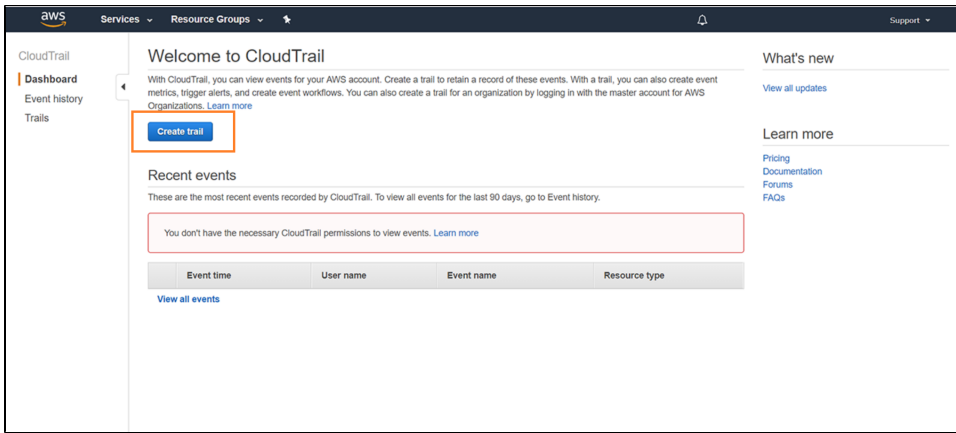 aws
Services
Resource Groups
Support
CloudTrail
Dashboard
Event history
Trails
Welcome to CloudTrail
With CloudTrail, you can view events for your AWS account. Create a trail to retain a record of these events. With a trail, you can also create event
metrics, trigger alerts, and create event workflows. You can also create a trail for an organization by logging in with the master account for AWS
Organizations. Learn more
Create trail
Recent events
These are the most recent events recorded by CloudTrail. To view all events for the last 90 days, go to Event history.
You don't have the necessary CloudTrail permissions to view events. Learn more
Event time
User name
Event name
Resource type
View all events
What's new
View all updates
Learn more
Pricing
Documentation
Forums
FAQs